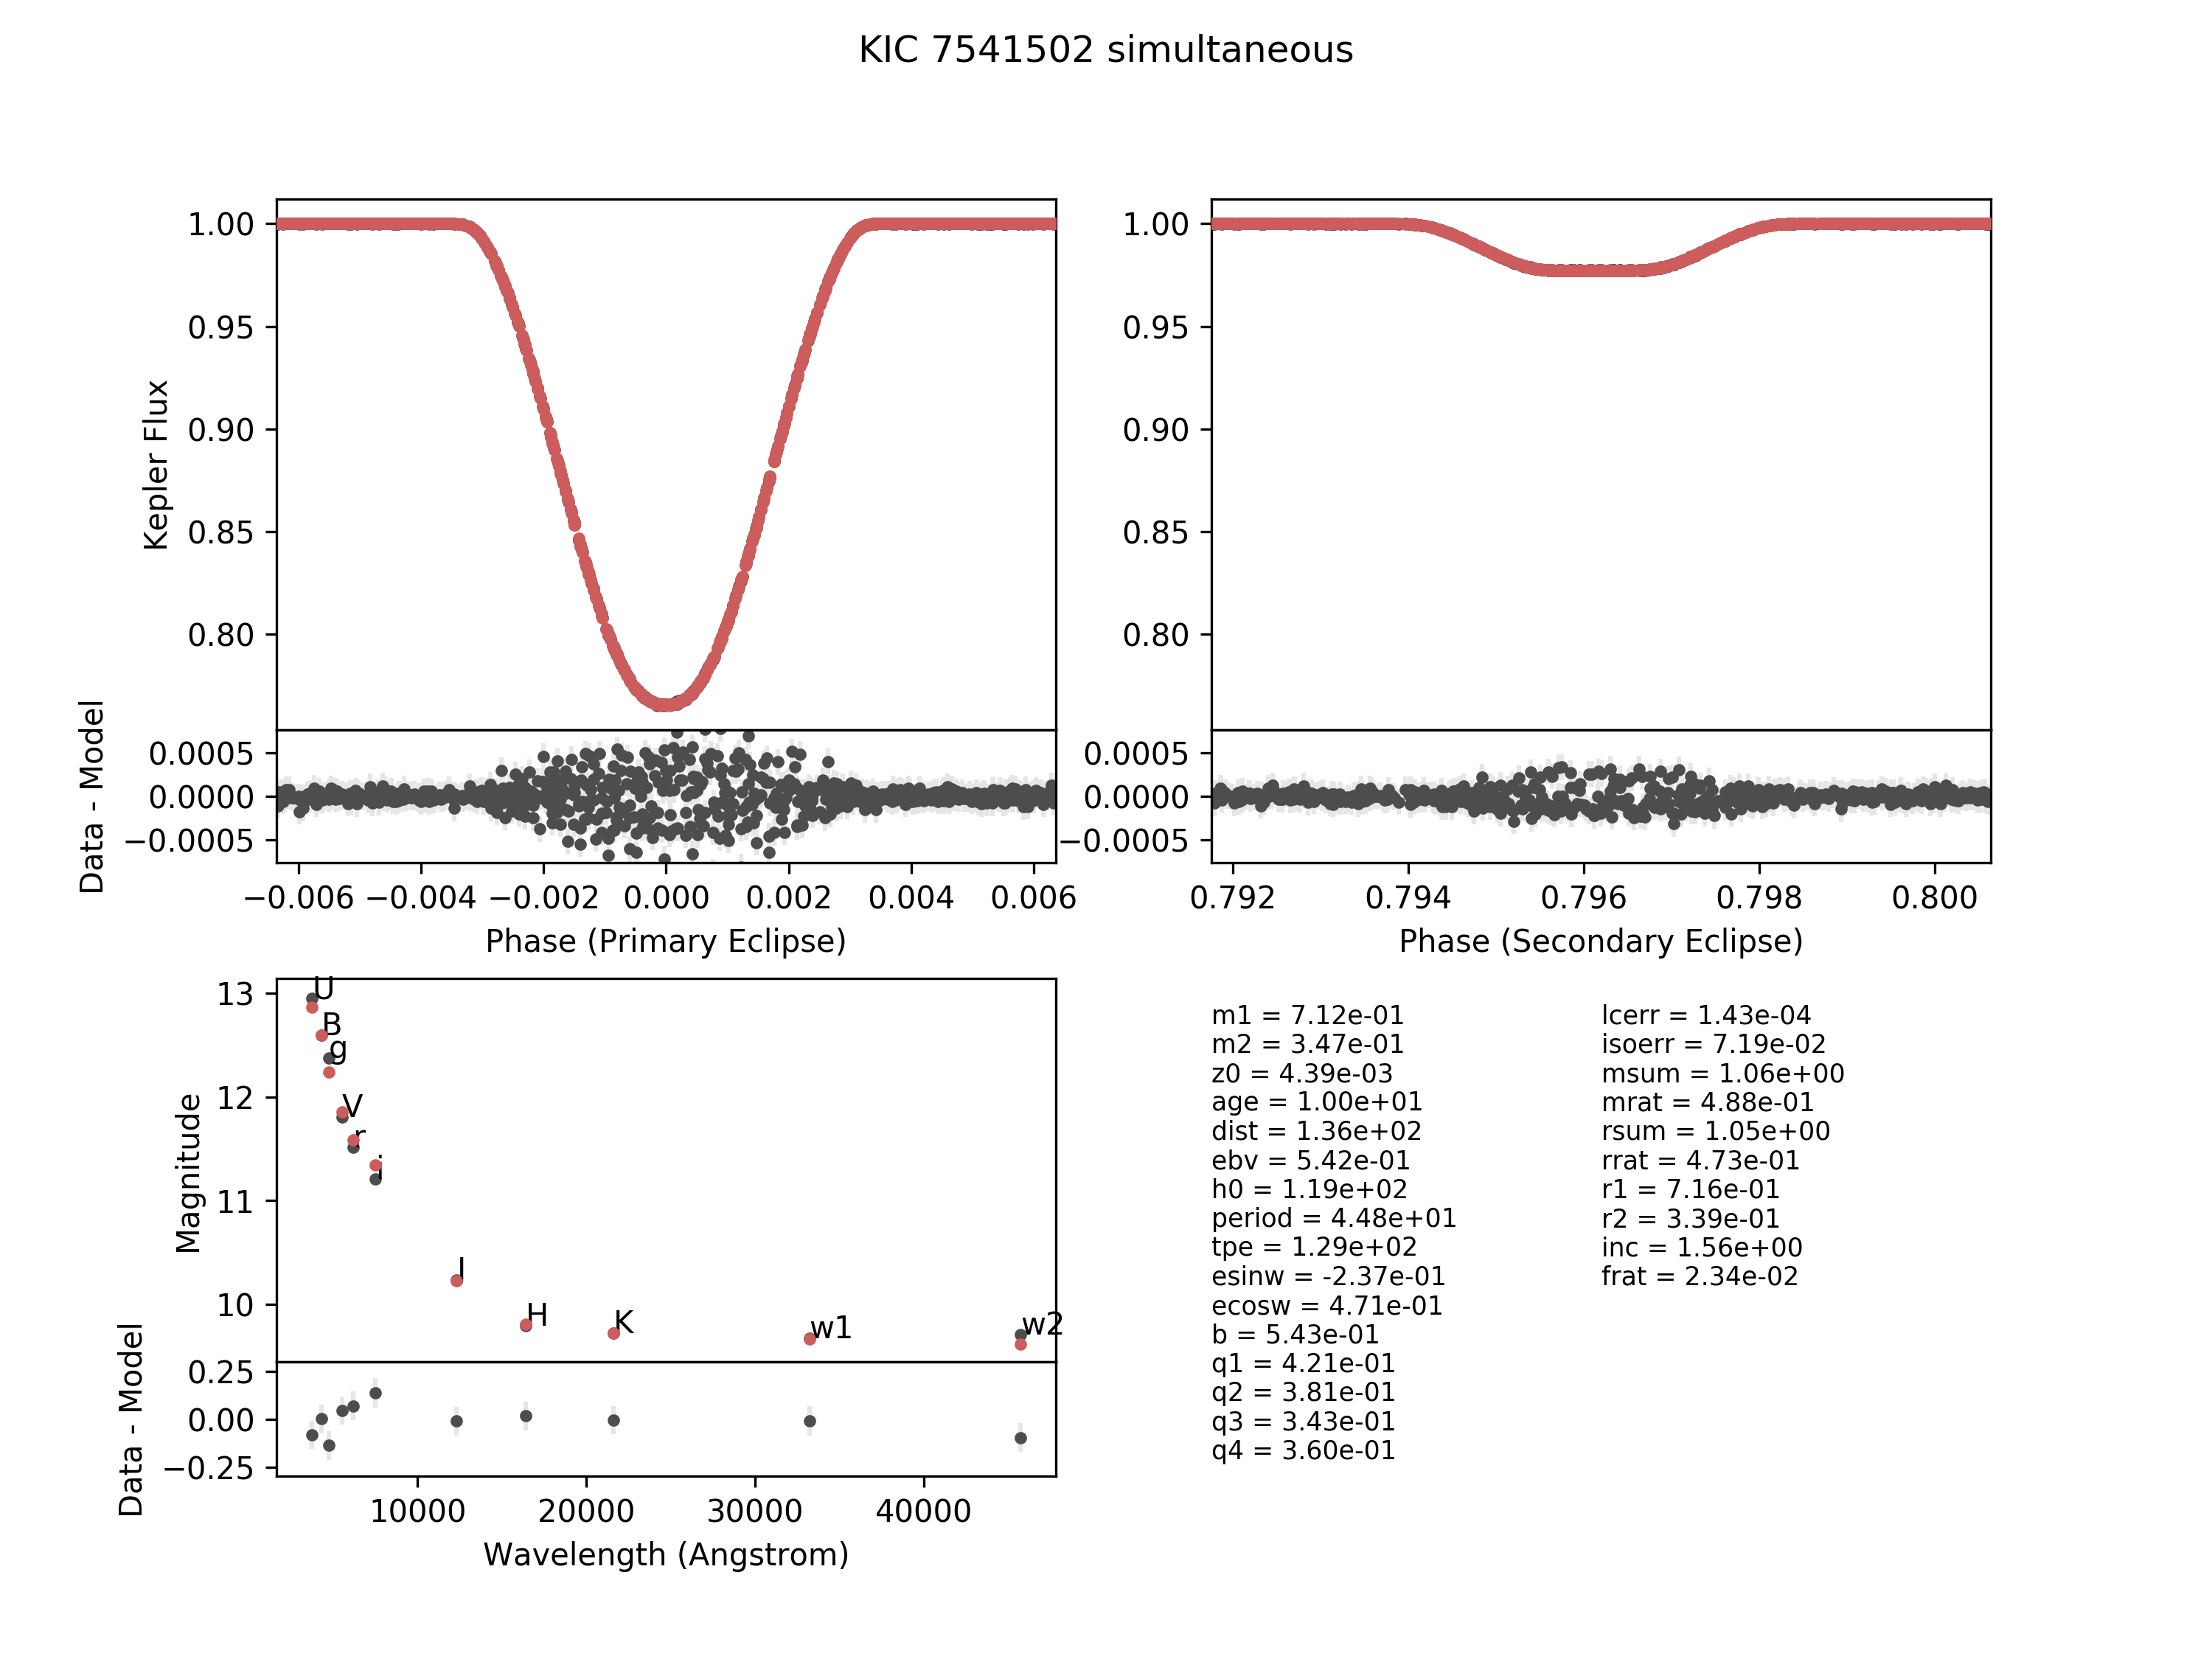 KIC 7541502 simultaneous
1.00
0.95
0.90
0.85
0.80
Kepler Flux
0.0005
0.0000
−0.0005
Data - Model
−0.006 −0.004 −0.002 0.000 0.002 0.004 0.006
Phase (Primary Eclipse)
1.00
0.95
0.90
0.85
0.80
0.0005
0.0000
−0.0005
0.792 0.794 0.796 0.798 0.800
Phase (Secondary Eclipse)
13
12
11
10
Magnitude
U
B
g
V
r
i
J
H
K
w1
w2
0.25
0.00
−0.25
Data - Model
10000 20000 30000 40000
Wavelength (Angstrom)
m1 = 7.12e-01
m2 = 3.47e-01
z0 = 4.39e-03
age = 1.00e+01
dist = 1.36e+02
ebv = 5.42e-01
h0 = 1.19e+02
period = 4.48e+01
tpe = 1.29e+02
esinw = -2.37e-01
ecosw = 4.71e-01
b = 5.43e-01
q1 = 4.21e-01
q2 = 3.81e-01
q3 = 3.43e-01
q4 = 3.60e-01
lcerr = 1.43e-04
isoerr = 7.19e-02
msum = 1.06e+00
mrat = 4.88e-01
rsum = 1.05e+00
rrat = 4.73e-01
r1 = 7.16e-01
r2 = 3.39e-01
inc = 1.56e+00
frat = 2.34e-02